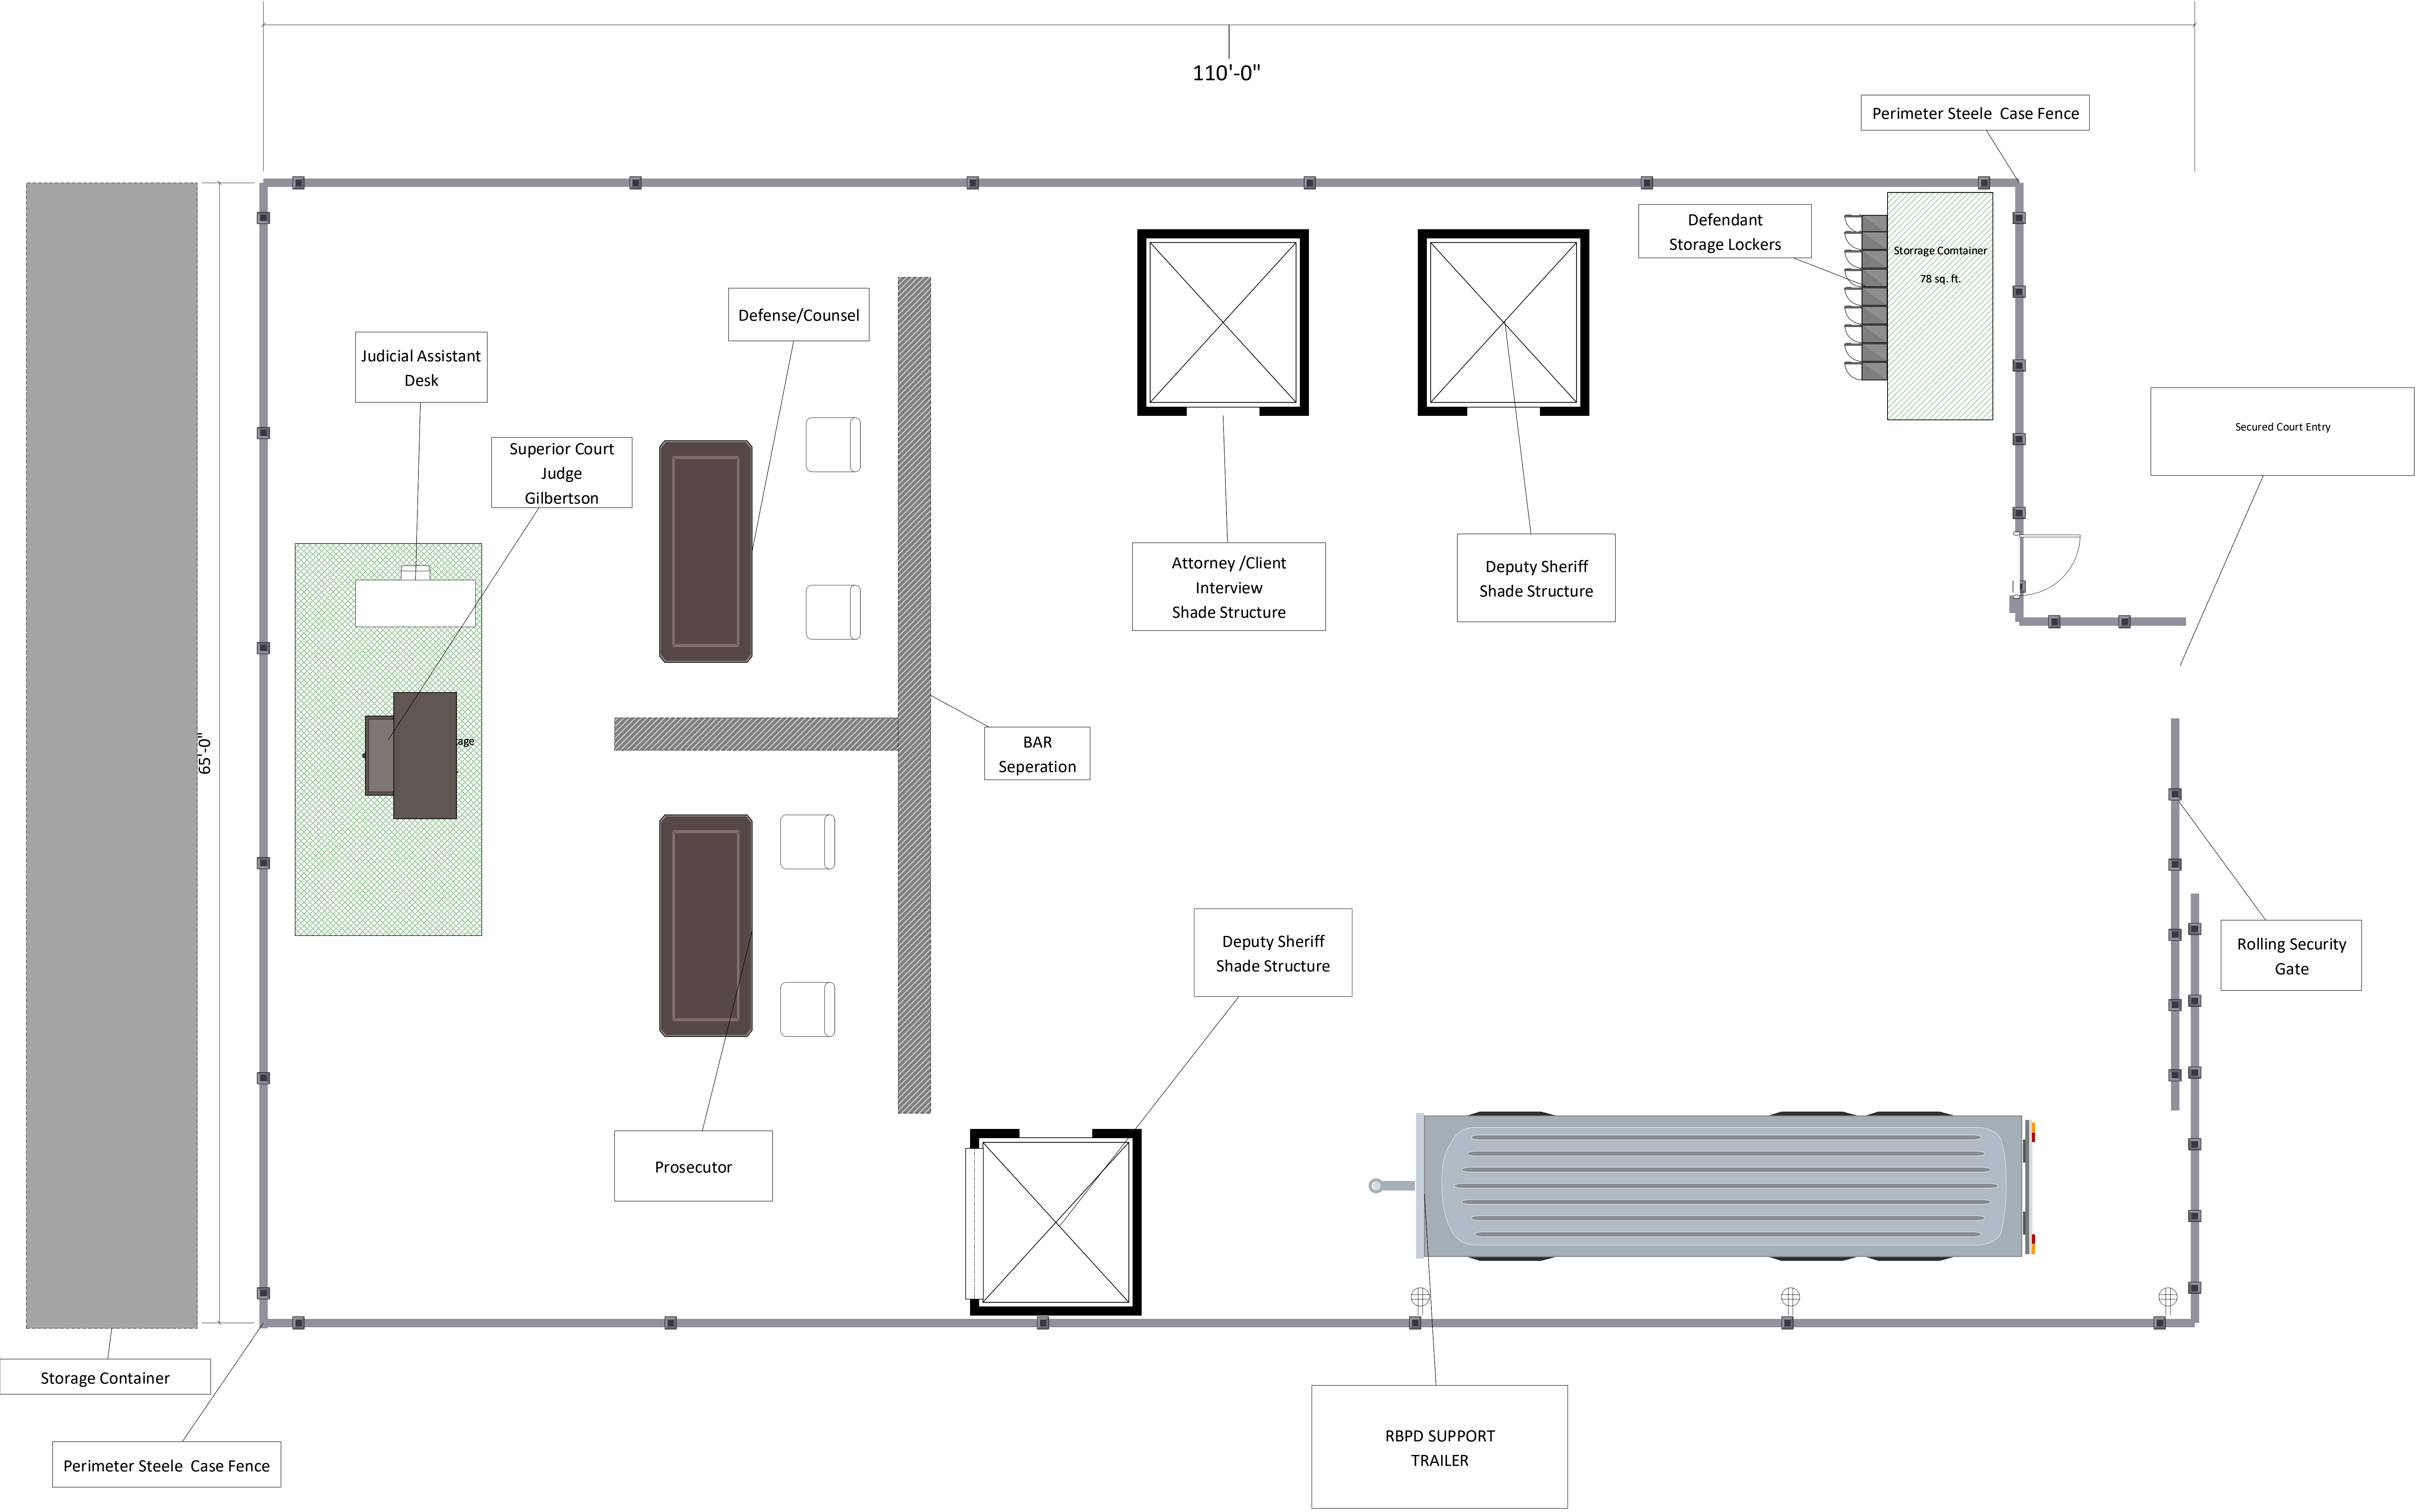 110'-0"
Perimeter Steele  Case Fence
Defendant
Storage Lockers
Storrage Comtainer
78 sq. ft.
Defense/Counsel
Judicial Assistant
Desk
Secured Court Entry
Superior Court
Judge
Gilbertson
Attorney /Client
Interview
Shade Structure
Deputy Sheriff
Shade Structure
65'-0"
age
BAR
Seperation
Deputy Sheriff
Shade Structure
Rolling Security
Gate
Prosecutor
Storage Container
Perimeter Steele  Case Fence
RBPD SUPPORT
TRAILER